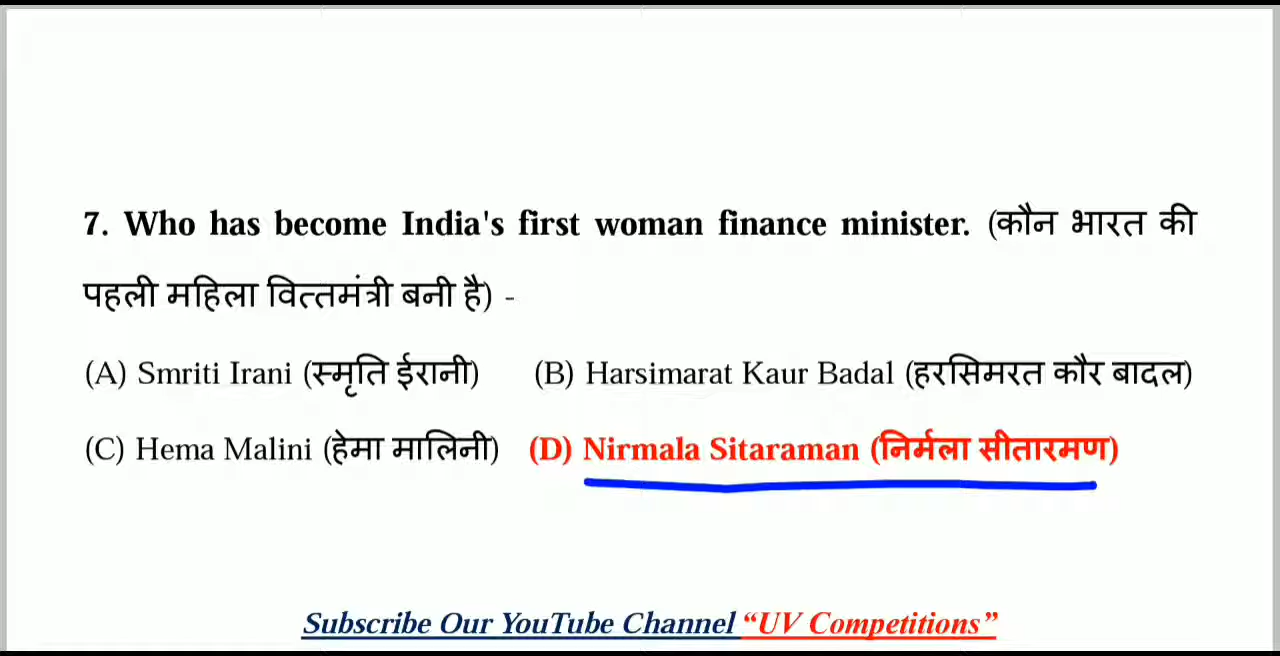 7. Who has become India's first woman finance minister. (कौन भारत की
पहली महिला वित्तमंत्री बनी है) -
(A) Smriti Irani (स्मृति ईरानी) (B) Harsimarat Kaur Badal (हरसिमरत कौर बादल)
(C) Hema Malini (हेमा मालिनी) (D) Nirmala Sitaraman (निर्मला सीतारमण)
Subscribe Our YouTube Channel “UV Competitions”